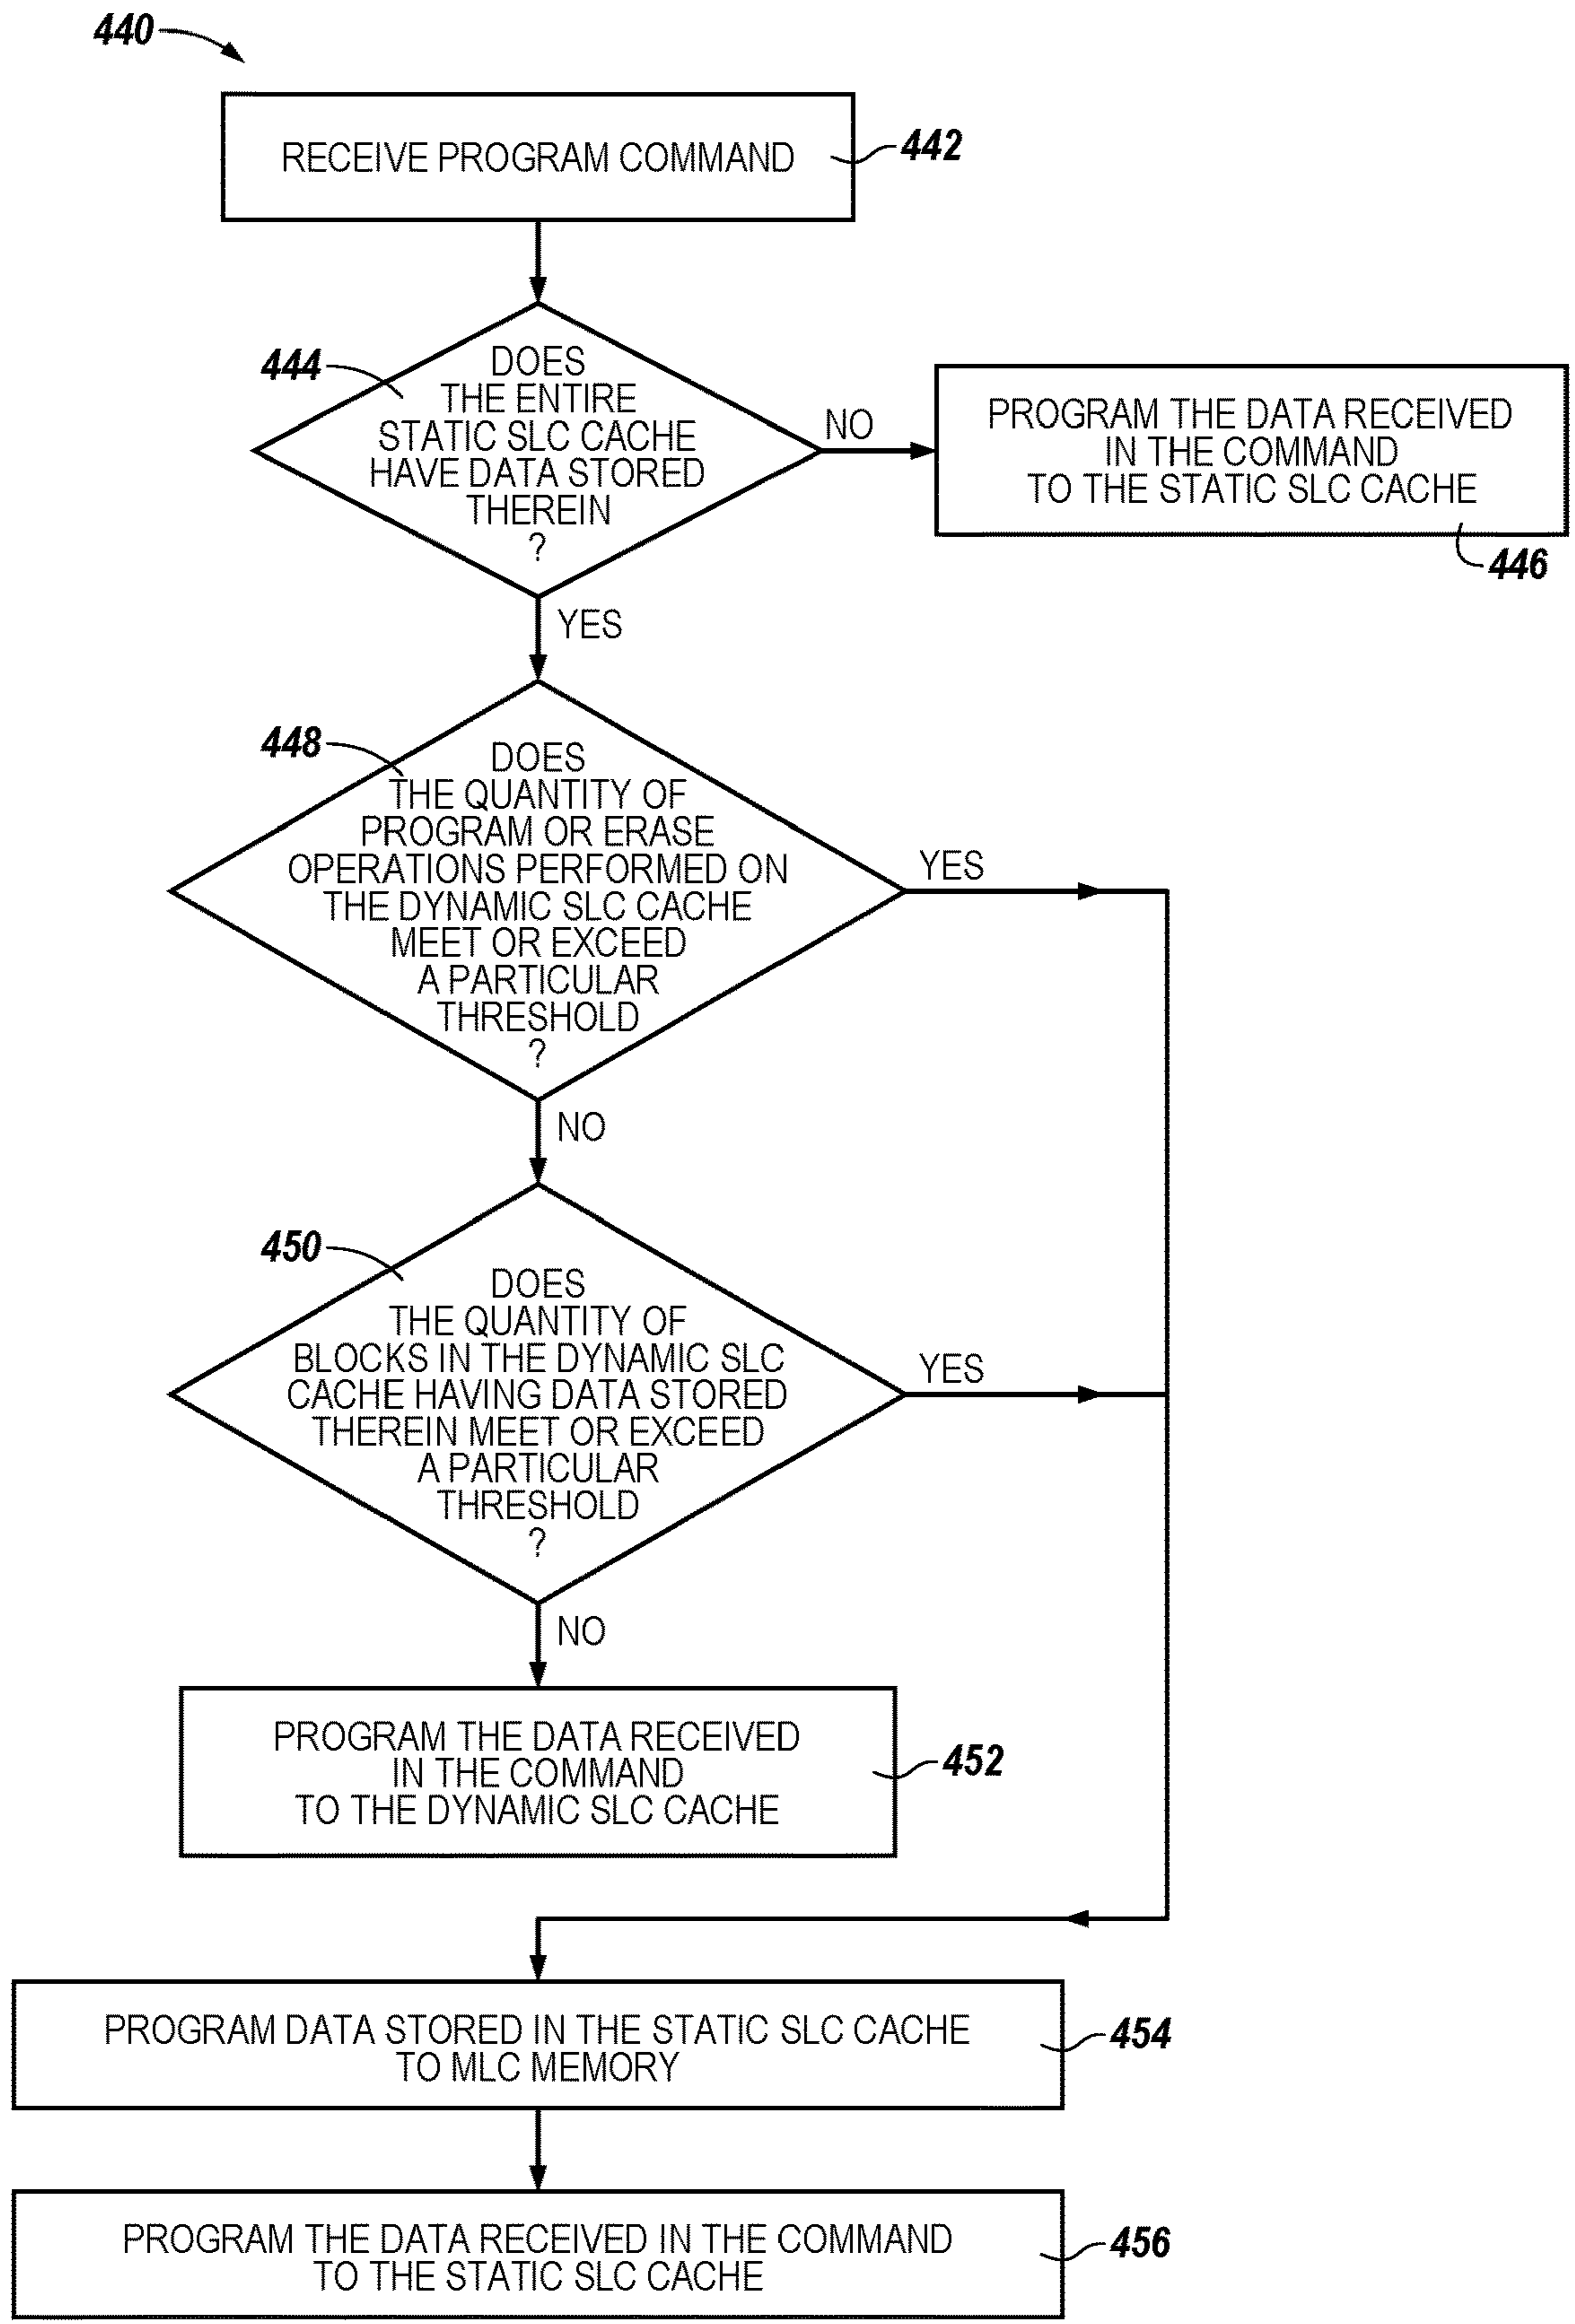 440
RECEIVE PROGRAM COMMAND
442
444
DOES
THE ENTIRE
STATIC SLC CACHE
HAVE DATA STORED
THEREIN
?
NO
PROGRAM THE DATA RECEIVED
IN THE COMMAND
TO THE STATIC SLC CACHE
446
YES
448
DOES
THE QUANTITY OF
PROGRAM OR ERASE
OPERATIONS PERFORMED ON
THE DYNAMIC SLC CACHE
MEET OR EXCEED
A PARTICULAR
THRESHOLD
?
YES
NO
450
DOES
THE QUANTITY OF
BLOCKS IN THE DYNAMIC SLC
CACHE HAVING DATA STORED
THEREIN MEET OR EXCEED
A PARTICULAR
THRESHOLD
?
YES
NO
PROGRAM THE DATA RECEIVED
IN THE COMMAND
TO THE DYNAMIC SLC CACHE
452
PROGRAM DATA STORED IN THE STATIC SLC CACHE
TO MLC MEMORY
454
PROGRAM THE DATA RECEIVED IN THE COMMAND
TO THE STATIC SLC CACHE
456